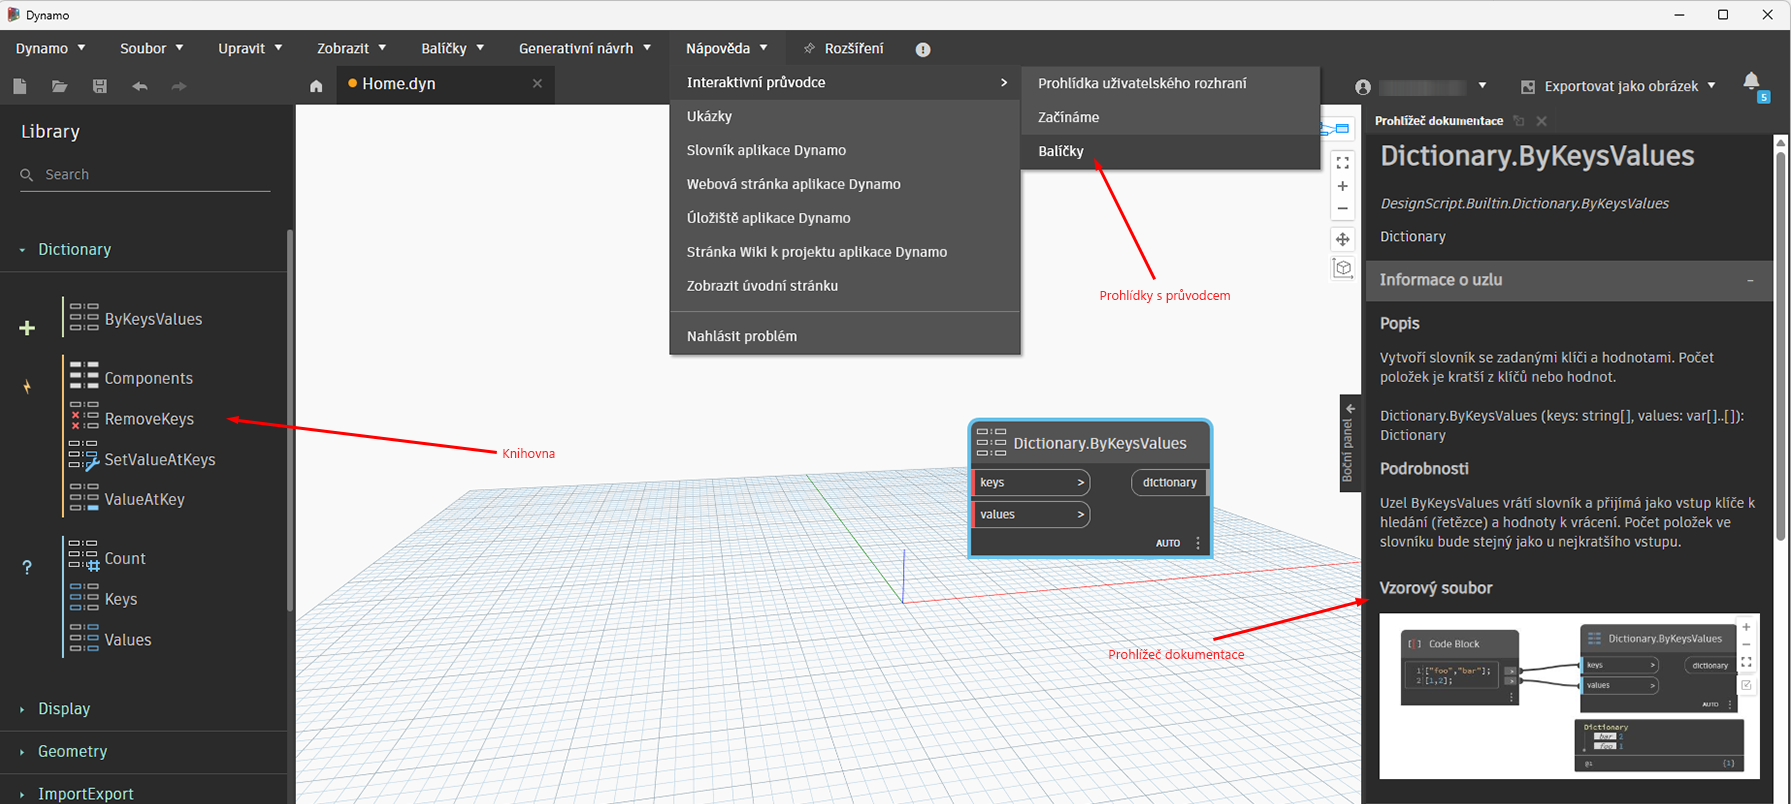 Dynamo
Dynamo
Soubor
Upravit
Zobrazit
Balíčky
Generativní návrh
Nápověda
Rozšíření
Home.dyn
Exportovat jako obrázek
5
Interaktivní průvodce
Ukázky
Slovník aplikace Dynamo
Webová stránka aplikace Dynamo
Úložiště aplikace Dynamo
Stránka Wiki k projektu aplikace Dynamo
Zobrazit úvodní stránku
Nahlásit problém
Prohlídka uživatelského rozhraní
Začínáme
Balíčky
Prohlídky s průvodcem
Library
Search
Dictionary
ByKeysValues
Components
RemoveKeys
SetValueAtKeys
ValueAtKey
Count
Keys
Values
Display
Geometry
ImportExport
Knihovna
Dictionary.ByKeysValues
keys >
dictionary
values >
AUTO
Boční panel
Prohlížeč dokumentace
Prohlížeč dokumentace
Dictionary.ByKeysValues
DesignScript.Builtin.Dictionary.ByKeysValues
Dictionary
Informace o uzlu
Popis
Vytvoří slovník se zadanými klíči a hodnotami. Počet
položek je kratší z klíčů nebo hodnot.
Dictionary.ByKeysValues (keys: string[], values: var[]..[]):
Dictionary
Podrobnosti
Uzel ByKeysValues vrátí slovník a přijímá jako vstup klíče k
hledání (řetězce) a hodnoty k vrácení. Počet položek ve
slovníku bude stejný jako u nejkratšího vstupu.
Vzorový soubor
Code Block
1 ["foo","bar"];
2 [1,2];
Dictionary.ByKeysValues
keys >
dictionary
values >
AUTO
Dictionary
bar 2
foo 1
@1 {1}